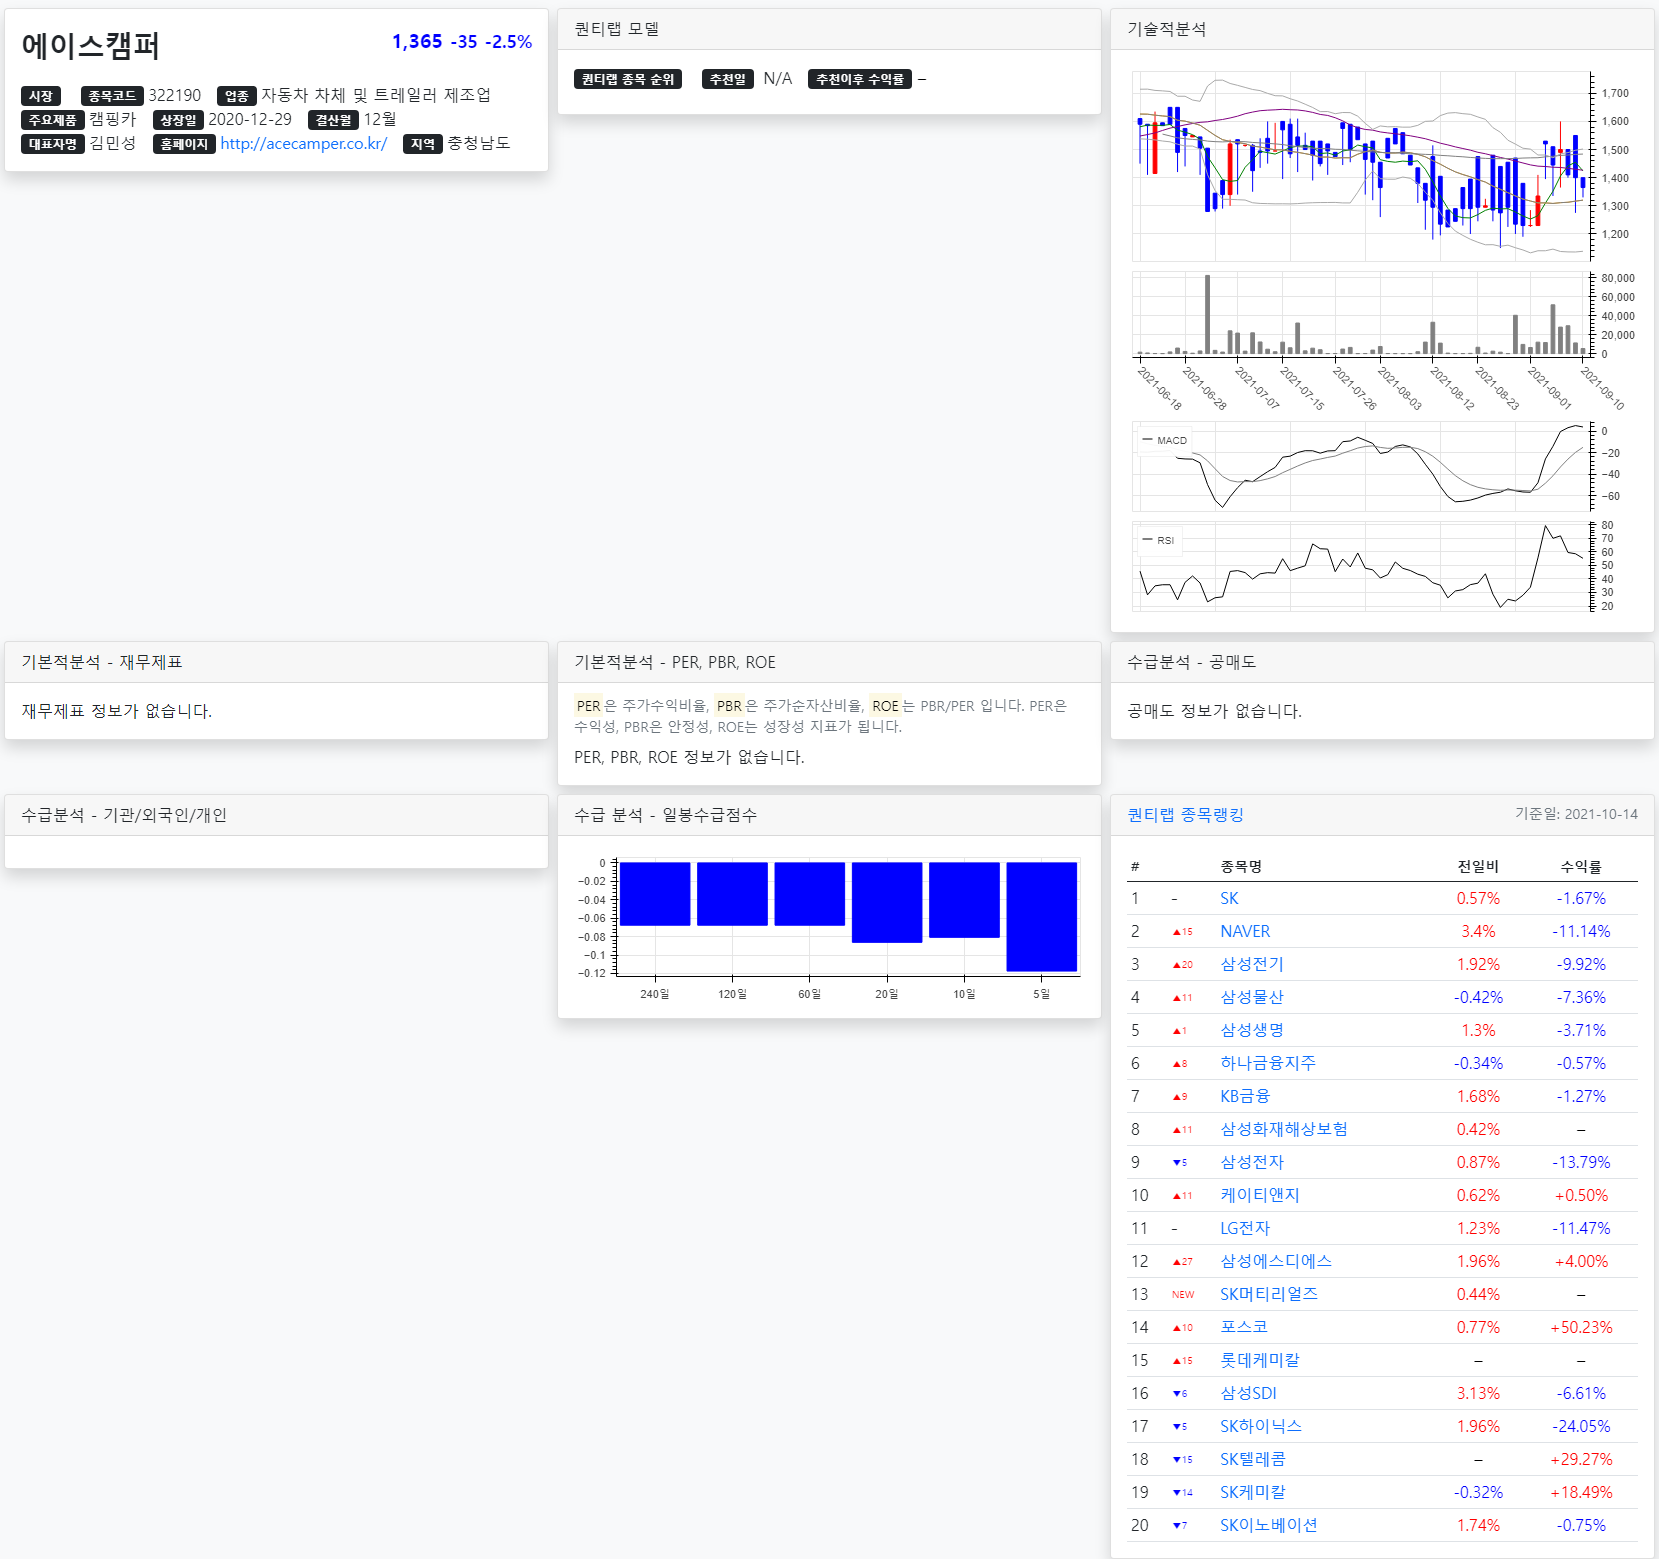 에이스캠퍼
1,365 -35 -2.5%
시장 종목코드 322190 업종 자동차 차체 및 트레일러 제조업
주요제품 캠핑카 상장일 2020-12-29 결산월 12월
대표자명 김민성 홈페이지 http://acecamper.co.kr/ 지역 충청남도
퀀티랩 모델
퀀티랩 종목 순위 추천일 N/A 추천이후 수익률 –
기술적분석
1,700
1,600
1,500
1,400
1,300
1,200
80,000
60,000
40,000
20,000
0
2021-06-18 2021-06-28 2021-07-07 2021-07-15 2021-07-26 2021-08-03 2021-08-12 2021-08-23 2021-09-01 2021-09-10
MACD
0
−20
−40
−60
RSI
80
70
60
50
40
30
20
기본적분석 - 재무제표
재무제표 정보가 없습니다.
기본적분석 - PER, PBR, ROE
PER은 주가수익비율, PBR은 주가순자산비율, ROE는 PBR/PER 입니다. PER은
수익성, PBR은 안정성, ROE는 성장성 지표가 됩니다.
PER, PBR, ROE 정보가 없습니다.
수급분석 - 공매도
공매도 정보가 없습니다.
수급분석 - 기관/외국인/개인
수급 분석 - 일봉수급점수
0
−0.02
−0.04
−0.06
−0.08
−0.1
−0.12
240일 120일 60일 20일 10일 5일
퀀티랩 종목랭킹 기준일: 2021-10-14
# 종목명 전일비 수익률
1 - SK 0.57% -1.67%
2 ▲15 NAVER 3.4% -11.14%
3 ▲20 삼성전기 1.92% -9.92%
4 ▲11 삼성물산 -0.42% -7.36%
5 ▲1 삼성생명 1.3% -3.71%
6 ▲8 하나금융지주 -0.34% -0.57%
7 ▲9 KB금융 1.68% -1.27%
8 ▲11 삼성화재해상보험 0.42% –
9 ▼5 삼성전자 0.87% -13.79%
10 ▲11 케이티앤지 0.62% +0.50%
11 - LG전자 1.23% -11.47%
12 ▲27 삼성에스디에스 1.96% +4.00%
13 NEW SK머티리얼즈 0.44% –
14 ▲10 포스코 0.77% +50.23%
15 ▲15 롯데케미칼 – –
16 ▼6 삼성SDI 3.13% -6.61%
17 ▼5 SK하이닉스 1.96% -24.05%
18 ▼15 SK텔레콤 – +29.27%
19 ▼14 SK케미칼 -0.32% +18.49%
20 ▼7 SK이노베이션 1.74% -0.75%